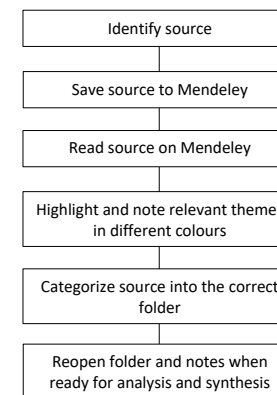 Identify source
Save source to Mendeley
Read source on Mendeley
Highlight and note relevant theme
in different colours
Categorize source into the correct
folder
Reopen folder and notes when
ready for analysis and synthesis